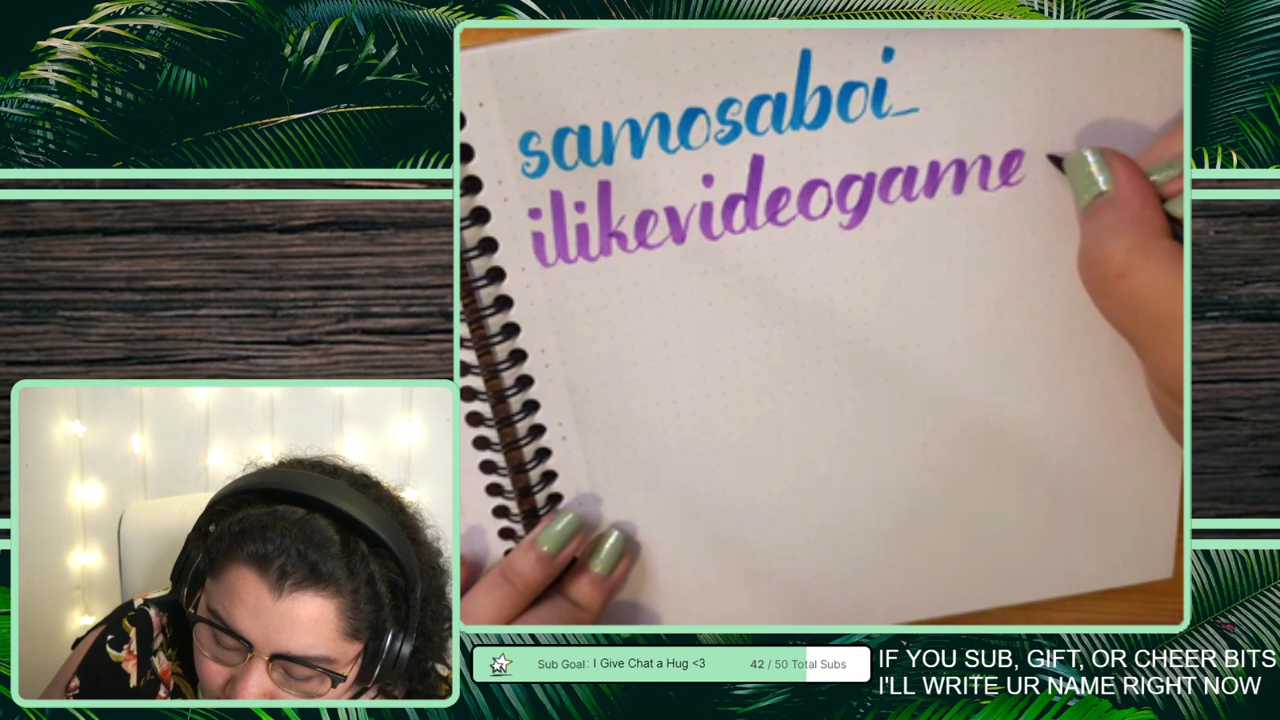 samosaboi_
ilikevideogame
Sub Goal: I Give Chat a Hug <3
42 / 50 Total Subs
IF YOU SUB, GIFT, OR CHEER BITS
I'LL WRITE UR NAME RIGHT NOW